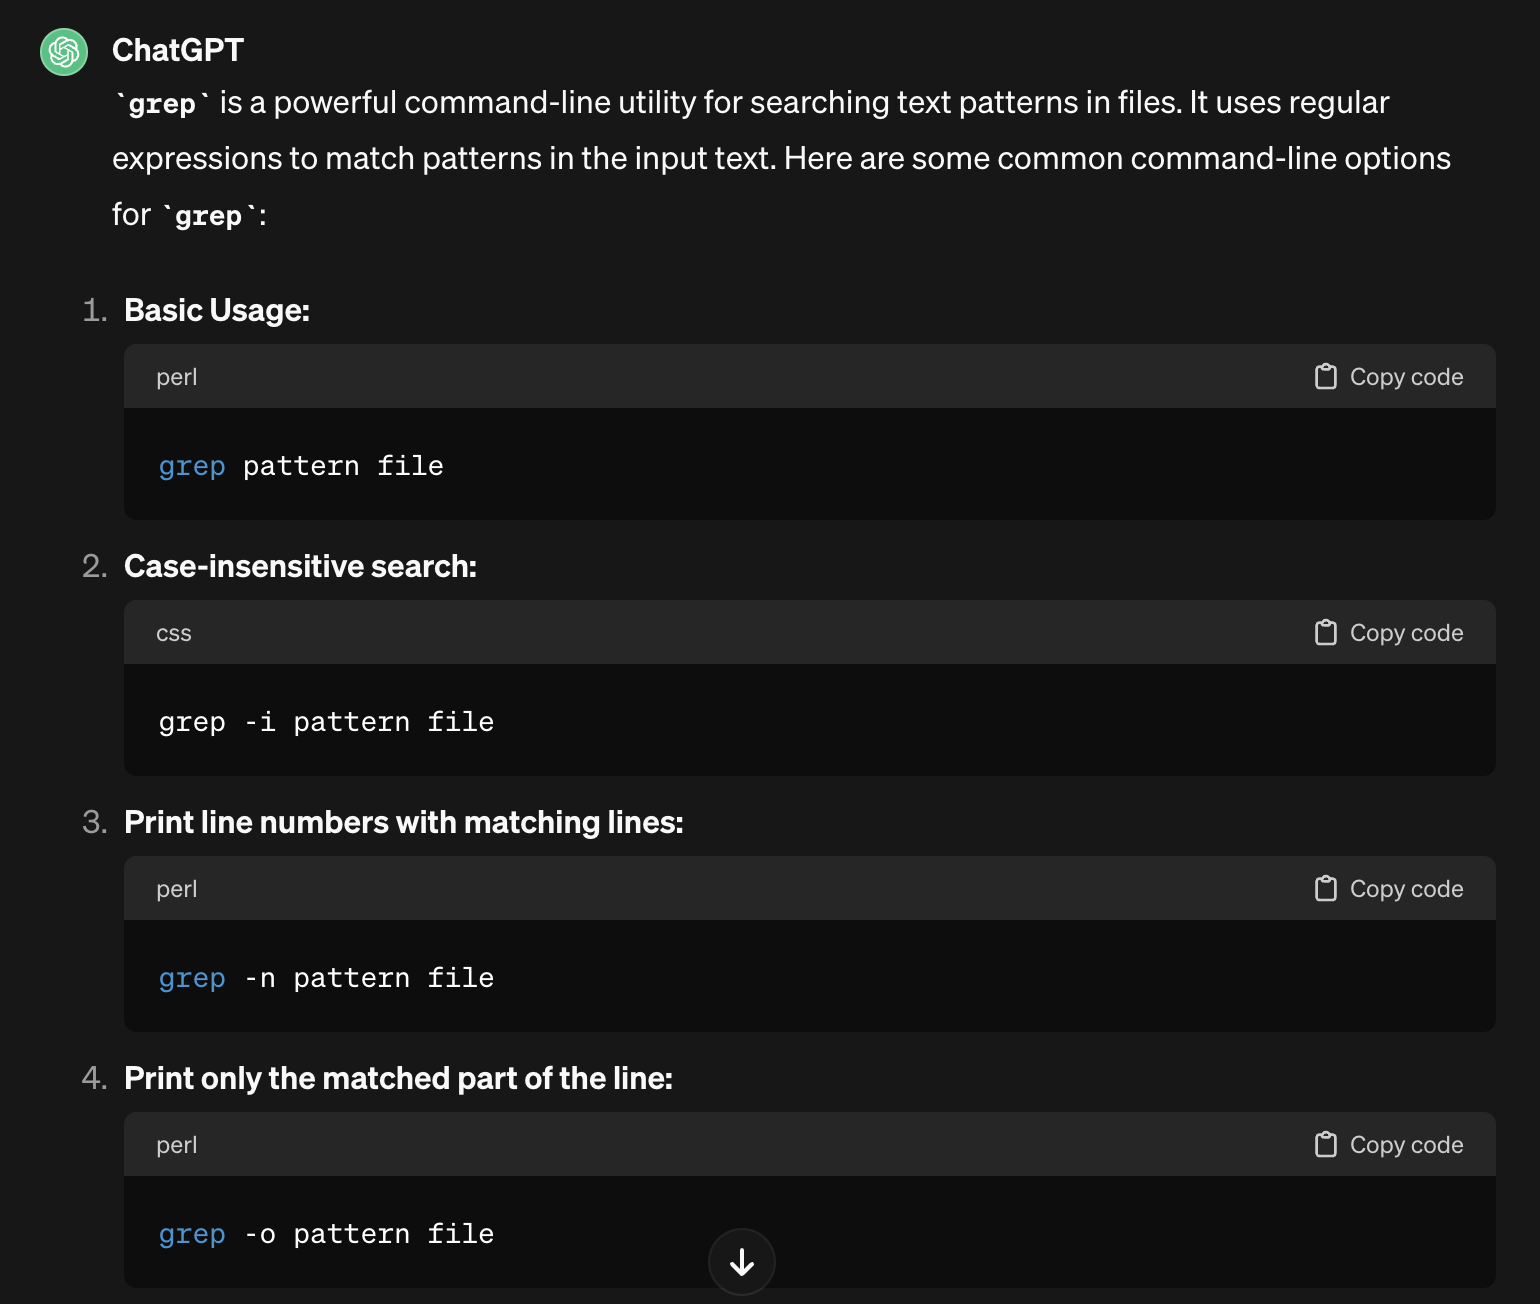 ChatGPT
`grep` is a powerful command-line utility for searching text patterns in files. It uses regular
expressions to match patterns in the input text. Here are some common command-line options
for `grep`:
1. Basic Usage:
perl Copy code
grep pattern file
2. Case-insensitive search:
css Copy code
grep -i pattern file
3. Print line numbers with matching lines:
perl Copy code
grep -n pattern file
4. Print only the matched part of the line:
perl Copy code
grep -o pattern file